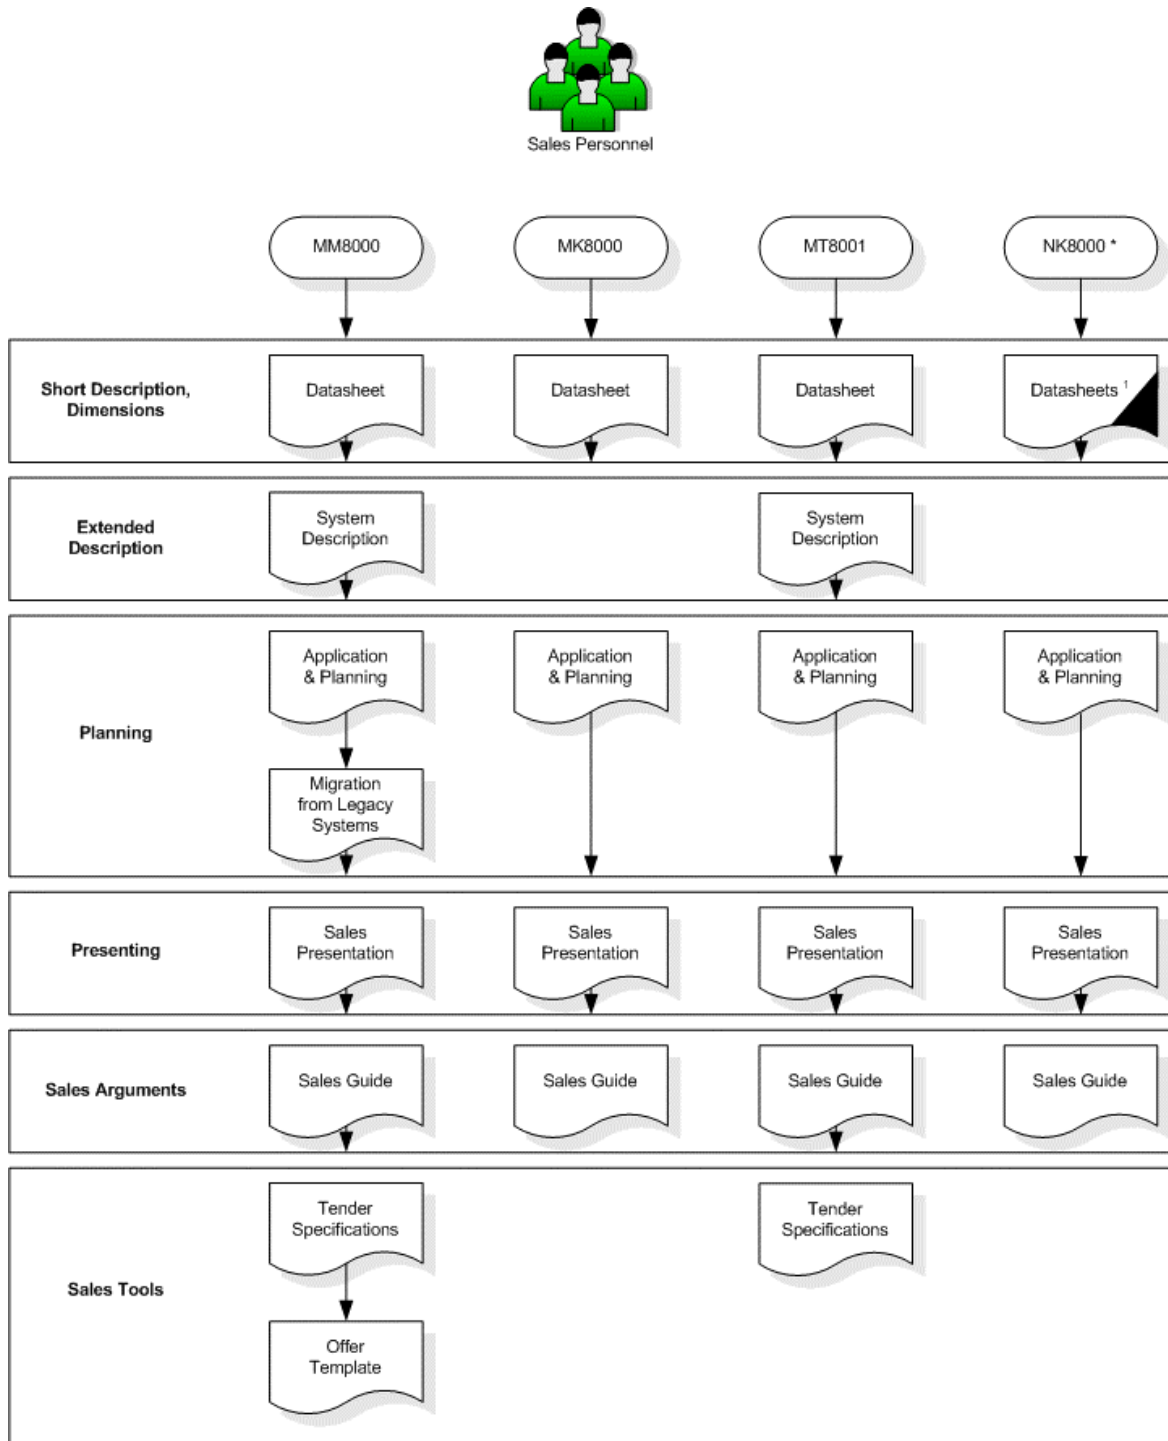 Sales Personnel
MM8000
MK8000
MT8001
NK8000 *
Short Description,
Dimensions
Datasheet
Datasheet
Datasheet
Datasheets 1
Extended
Description
System
Description
System
Description
Planning
Application
& Planning
Application
& Planning
Application
& Planning
Application
& Planning
Migration
from Legacy
Systems
Presenting
Sales
Presentation
Sales
Presentation
Sales
Presentation
Sales
Presentation
Sales Arguments
Sales Guide
Sales Guide
Sales Guide
Sales Guide
Sales Tools
Tender
Specifications
Tender
Specifications
Offer
Template